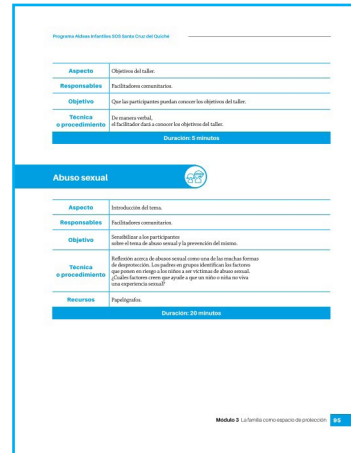 Programa Aldeas Infantiles SOS Santa Cruz del Quiché
Aspecto
Objetivos del taller.
Responsables
Facilitadores comunitarios.
Objetivo
Que las participantes puedan conocer los objetivos del taller.
Técnica
e procedimiento
De manera verbal,
el facilitador dará a conocer los objetivos del taller.
Duración: 5 minutos
Abuso sexual
Aspecto
Introducción del tema.
Responsables
Facilitadores comunitarios.
Objetivo
Sensibilizar a los participantes
sobre el tema de abuso sexual y la prevención del mismo.
Técnica
e procedimiento
Reflexión acerca de abuso sexual como una de las muchas formas
de desprotección. Los padres en grupos identifican los factores
que ponen en riesgo a los niños a ser víctimas de abuso sexual.
¿Cuáles factores creen que ayude a que un niño o niña no viva
una experiencia sexual?
Recursos
Papelógrafos.
Duración: 20 minutos
Módulo 3 La familia como espacio de protección 95